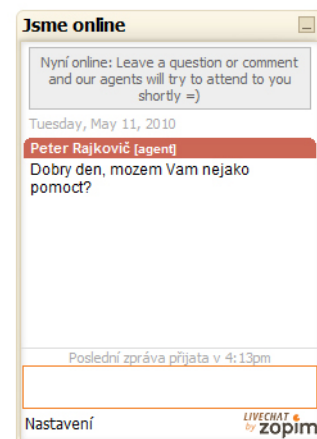 Jsme online
Nyní online: Leave a question or comment
and our agents will try to attend to you
shortly =)
Tuesday, May 11, 2010
Peter Rajkovič [agent]
Dobry den, mozem Vam nejako
pomoct?
Poslední zpráva přijata v 4:13pm
Nastavení
LIVECHAT
by zopim